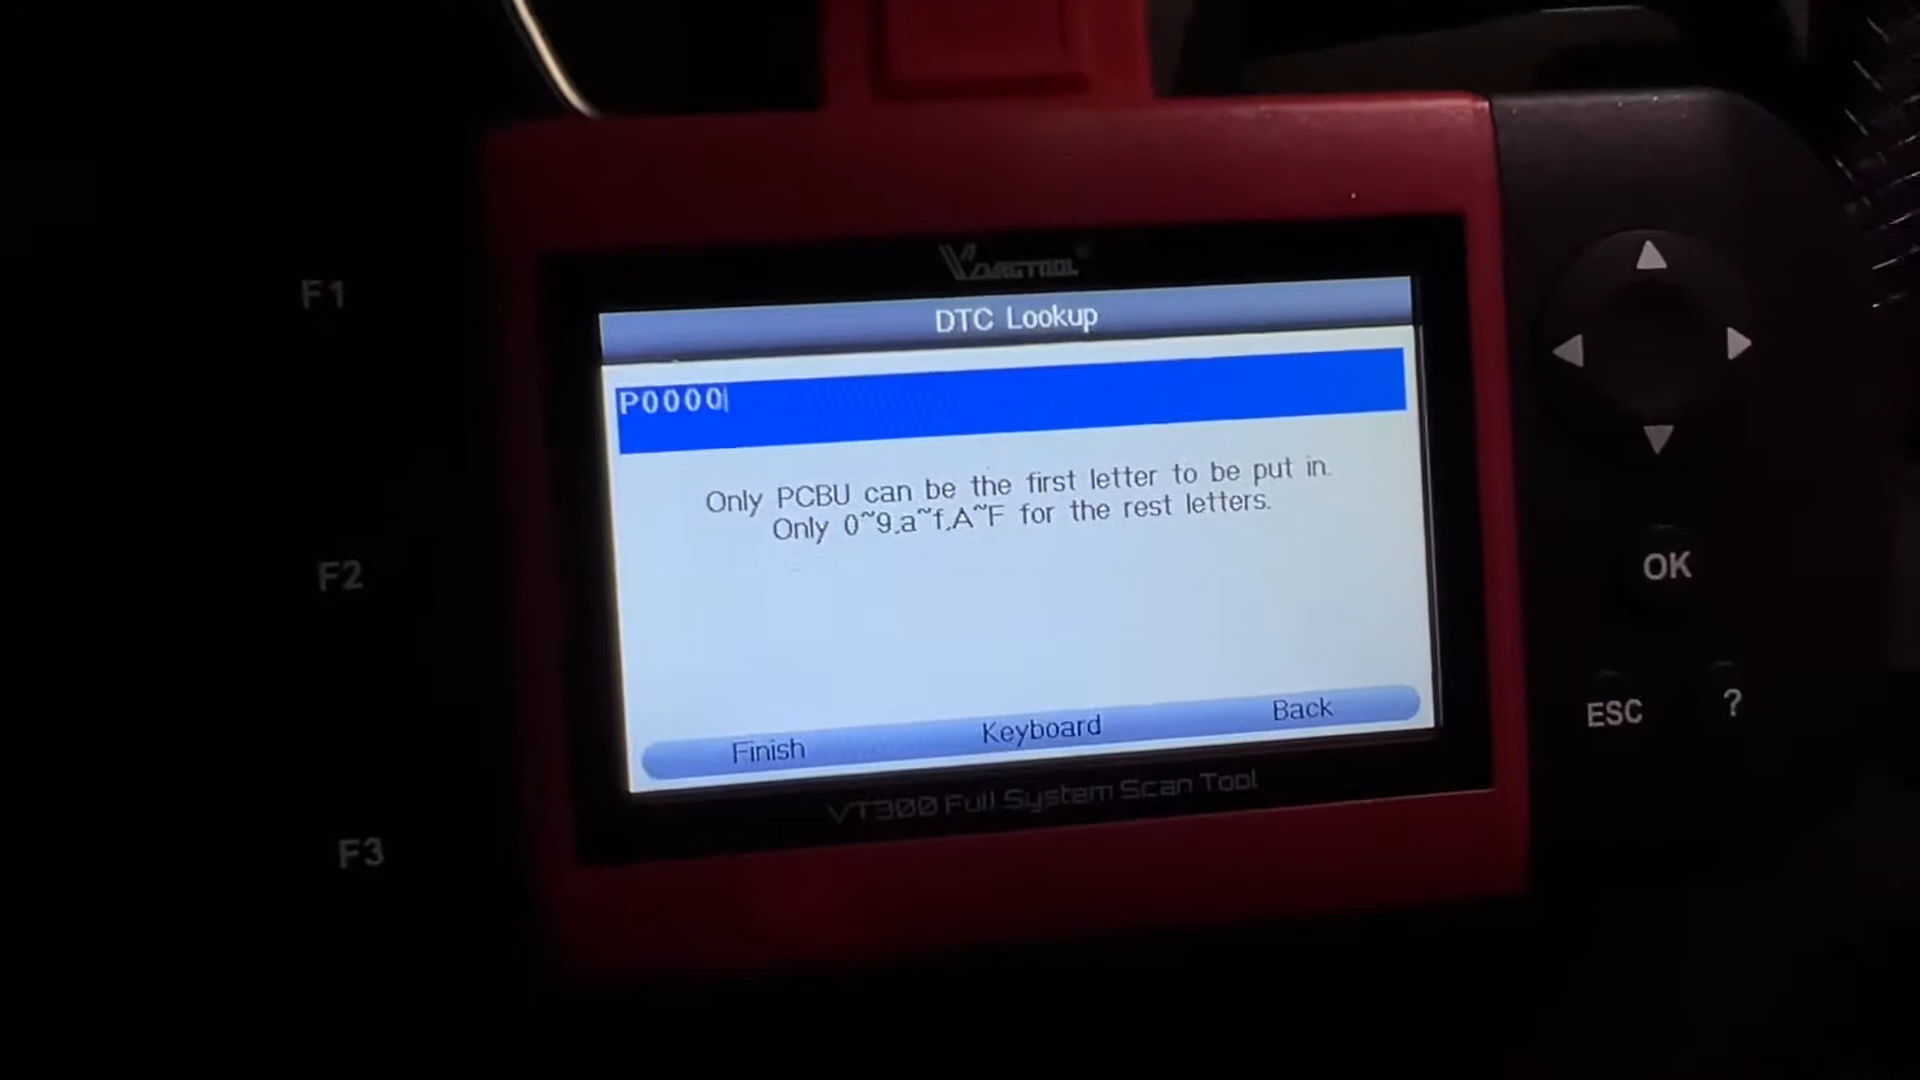 VDIAGTOOL
F1
DTC Lookup
P0000
Only PCBU can be the first letter to be put in.
Only 0~9,a~f,A~F for the rest letters.
F2
OK
Finish Keyboard Back
ESC ?
VT300 Full System Scan Tool
F3